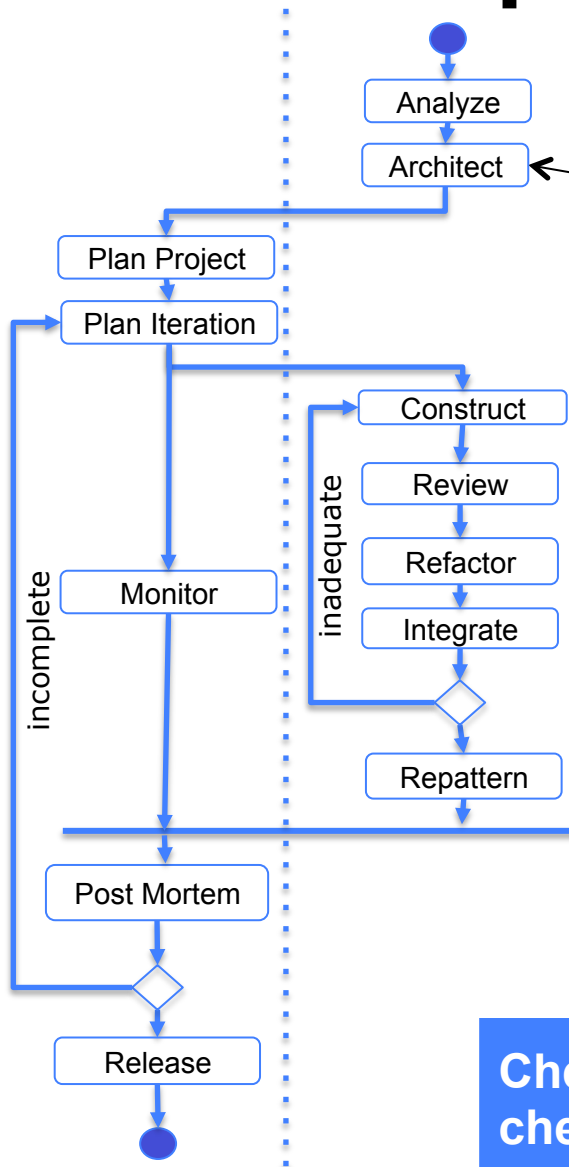 Analyze
Architect
Plan Project
Plan Iteration
Construct
Review
inadequate
Refactor
Monitor
incomplete
Integrate
Repattern
Post Mortem
Release